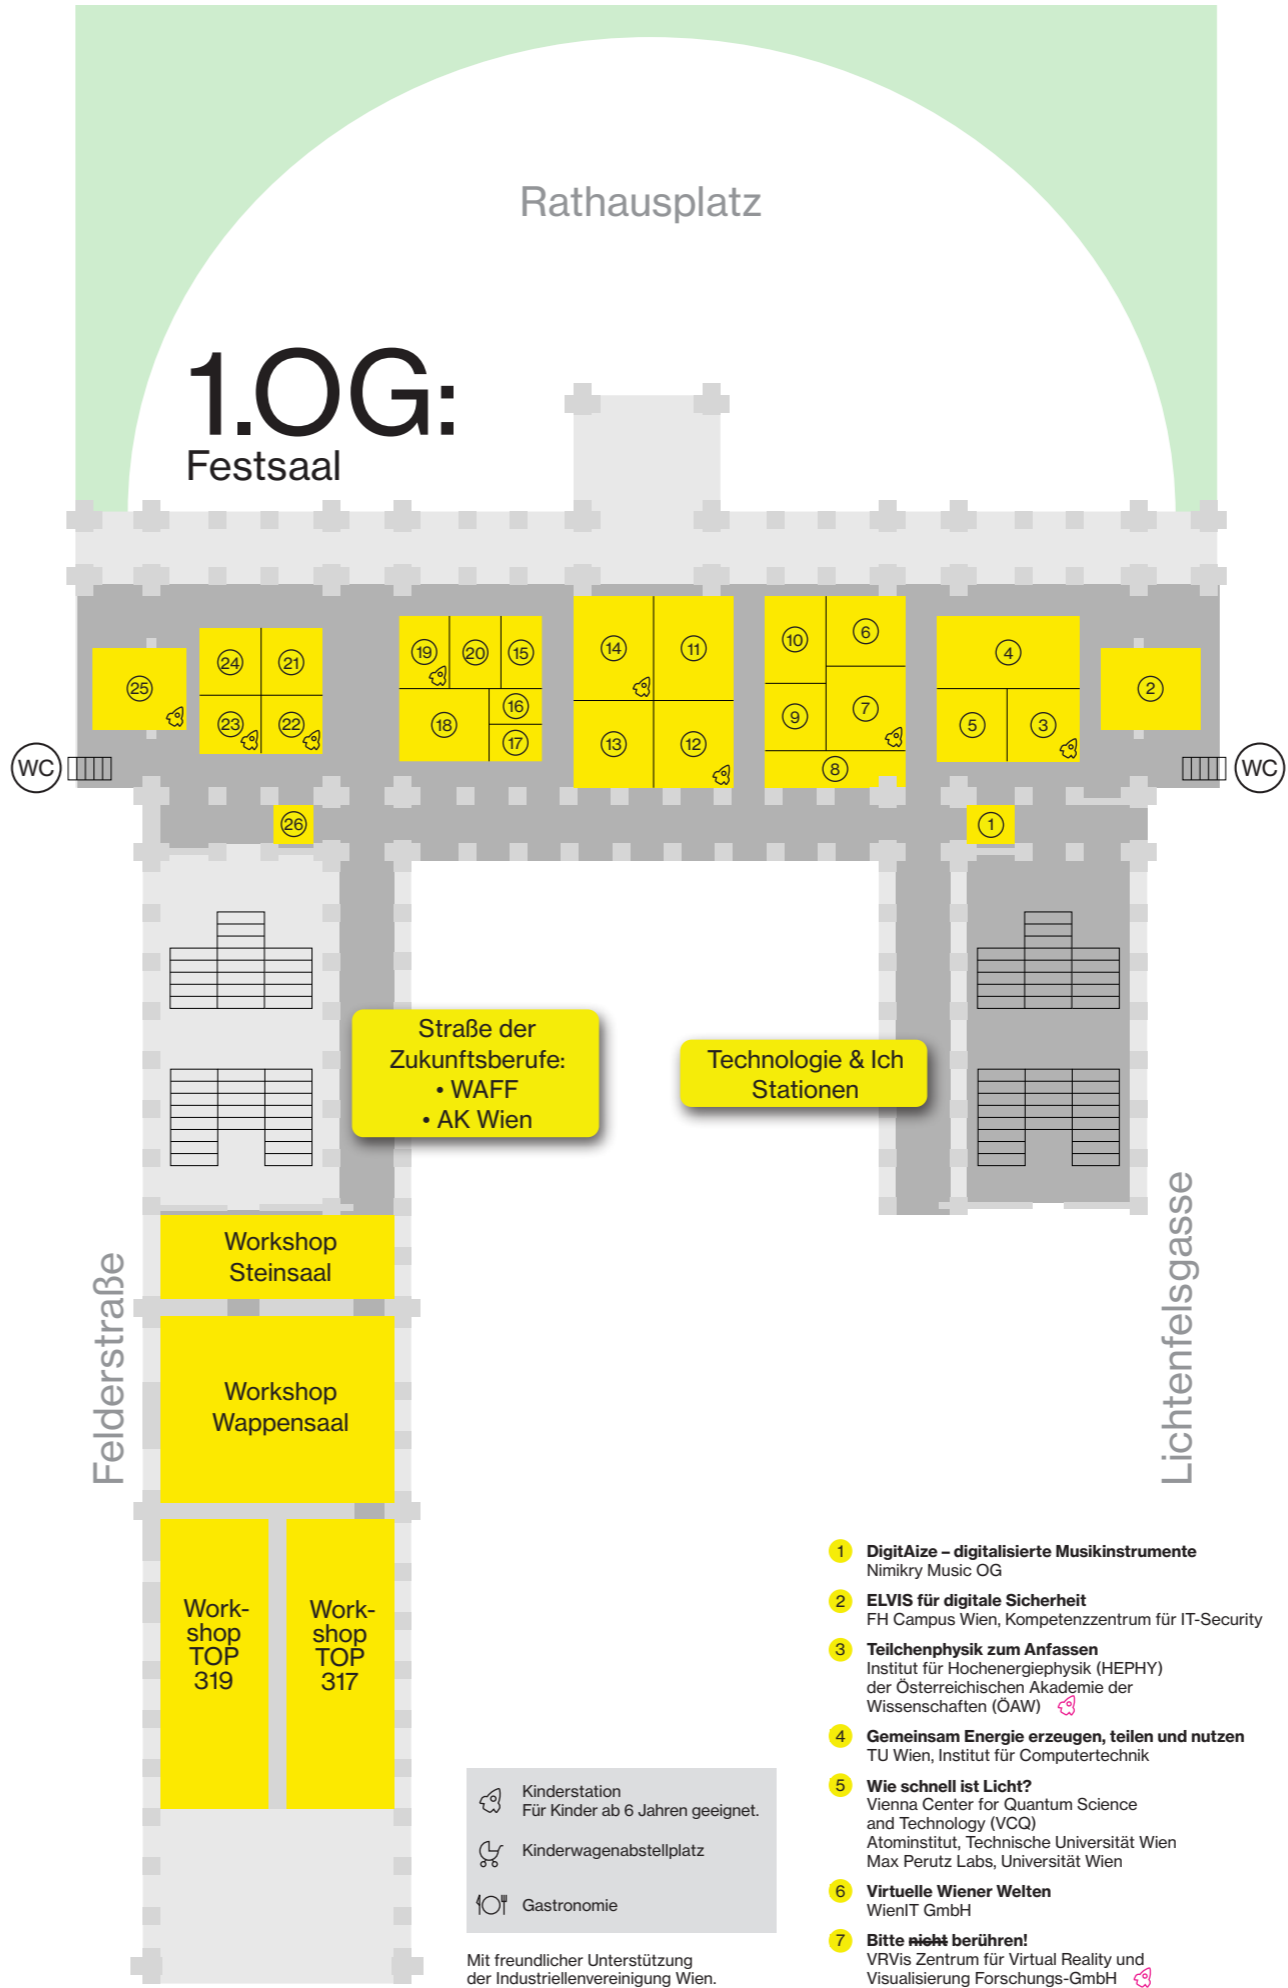 Rathausplatz
1.OG:
Festsaal
19
20
15
14
11
10
6
4
24
21
25
2
23
22
18
16
17
13
12
9
7
5
3
8
WC
WC
26
1
Straße der
Zukunftsberufe:
• WAFF
• AK Wien
Technologie & Ich
Stationen
Felderstraße
Lichtenfelsgasse
Workshop
Steinsaal
Workshop
Wappensaal
Work-
shop
TOP
319
Work-
shop
TOP
317
Kinderstation
Für Kinder ab 6 Jahren geeignet.
Kinderwagenabstellplatz
Gastronomie
Mit freundlicher Unterstützung
der Industriellenvereinigung Wien.
1 DigitAize – digitalisierte Musikinstrumente
Nimikry Music OG
2 ELVIS für digitale Sicherheit
FH Campus Wien, Kompetenzzentrum für IT-Security
3 Teilchenphysik zum Anfassen
Institut für Hochenergiephysik (HEPHY)
der Österreichischen Akademie der
Wissenschaften (ÖAW)
4 Gemeinsam Energie erzeugen, teilen und nutzen
TU Wien, Institut für Computertechnik
5 Wie schnell ist Licht?
Vienna Center for Quantum Science
and Technology (VCQ)
Atominstitut, Technische Universität Wien
Max Perutz Labs, Universität Wien
6 Virtuelle Wiener Welten
WienIT GmbH
7 Bitte nicht berühren!
VRVis Zentrum für Virtual Reality und
Visualisierung Forschungs-GmbH